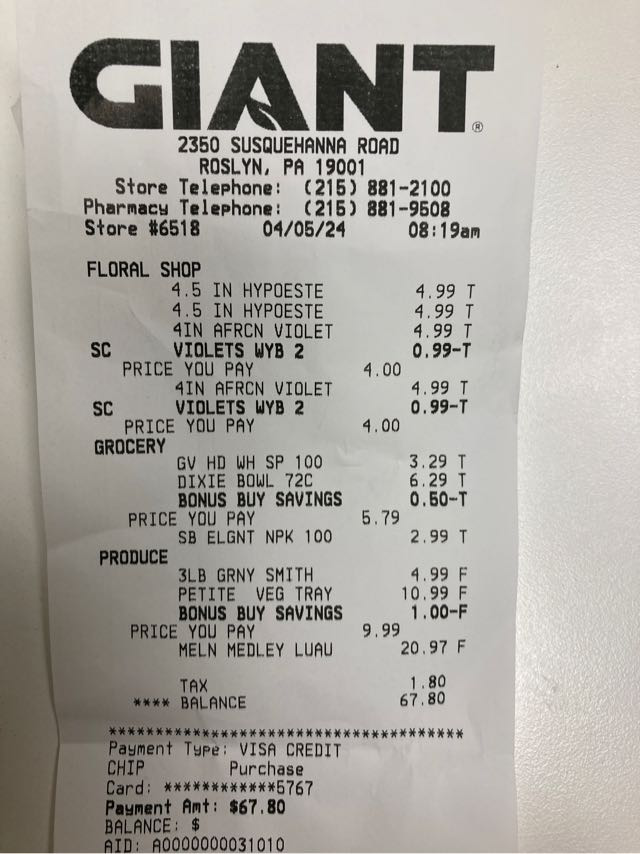 GIANT®
2350 SUSQUEHANNA ROAD
ROSLYN, PA 19001
Store Telephone: (215) 881-2100
Pharmacy Telephone: (215) 881-9508
Store #6518 04/05/24 08:19am
FLORAL SHOP
4.5 IN HYPOESTE 4.99 T
4.5 IN HYPOESTE 4.99 T
4IN AFRCN VIOLET 4.99 T
SC VIOLETS WYB 2 0.99-T
PRICE YOU PAY 4.00
4IN AFRCN VIOLET 4.99 T
SC VIOLETS WYB 2 0.99-T
PRICE YOU PAY 4.00
GROCERY
GV HD WH SP 100 3.29 T
DIXIE BOWL 72C 6.29 T
BONUS BUY SAVINGS 0.50-T
PRICE YOU PAY 5.79
SB ELGNT NPK 100 2.99 T
PRODUCE
3LB GRNY SMITH 4.99 F
PETITE VEG TRAY 10.99 F
BONUS BUY SAVINGS 1.00-F
PRICE YOU PAY 9.99
MELN MEDLEY LUAU 20.97 F
TAX 1.80
**** BALANCE 67.80
****************************************
Payment Type: VISA CREDIT
CHIP Purchase
Card: ************5767
Payment Amt: $67.80
BALANCE: $
AID: A0000000031010